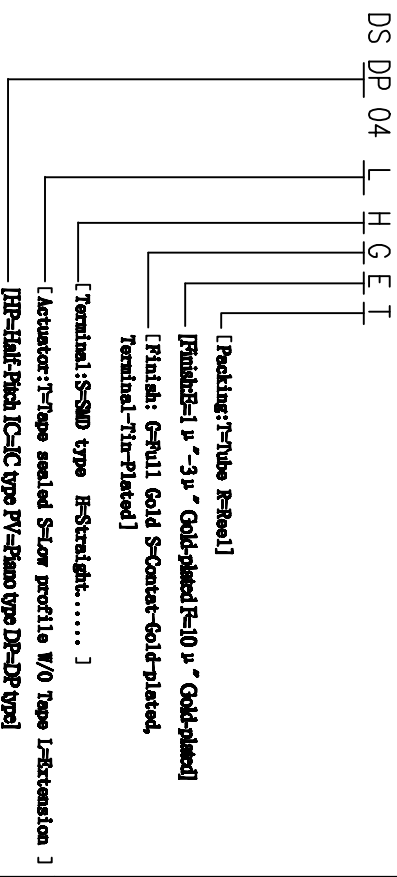 DS DP 04 L H G E T
[Packing:T=Tube R=Reel]
[Finish:E=1μ″-3μ″ Gold-plated F=10μ″ Gold-plated]
[Finish: G=Full Gold S=Contat-Gold-plated,
Terminal-Tin-Plated]
[Terminal:S=SMD type H=Straight...... ]
[Actuator:T=Tape sealed S=Low profile W/O Tape L=Extension ]
[HP=Half-Pitch IC=IC type PV=Piano type DP=DP type]